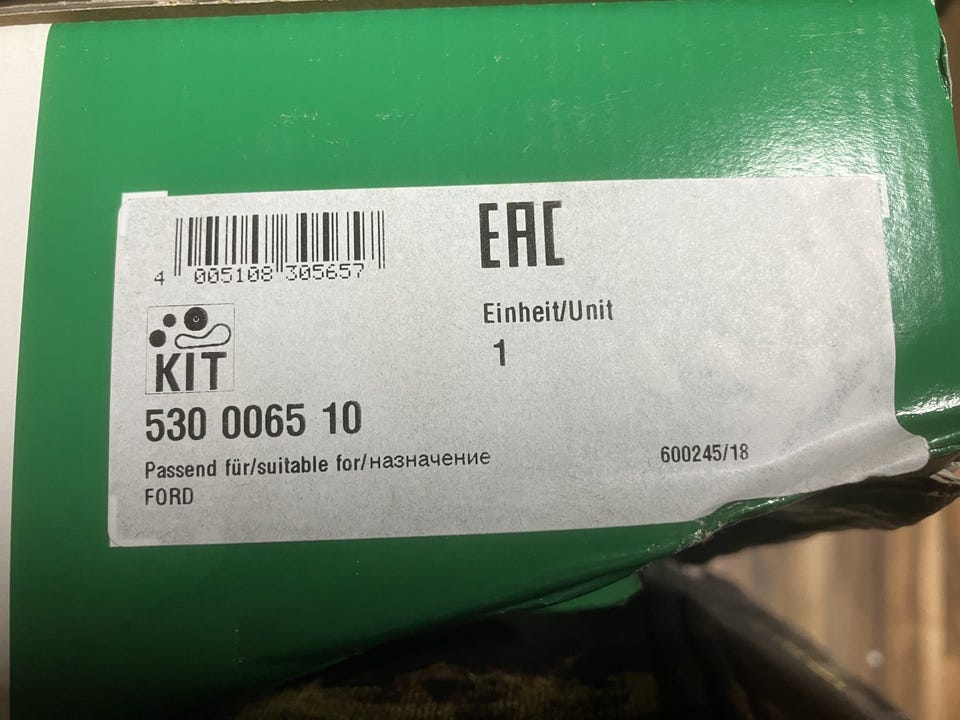 EAC
4 005108 305657
Einheit/Unit
1
KIT
530 0065 10
Passend für/suitable for/назначение
600245/18
FORD